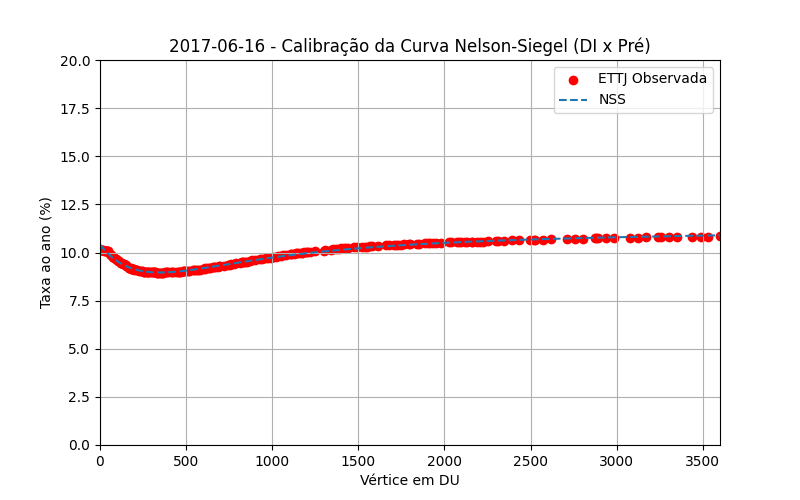 2017-06-16 - Calibração da Curva Nelson-Siegel (DI x Pré)
ETTJ Observada
NSS
Taxa ao ano (%)
20.0
17.5
15.0
12.5
10.0
7.5
5.0
2.5
0.0
0 500 1000 1500 2000 2500 3000 3500
Vértice em DU